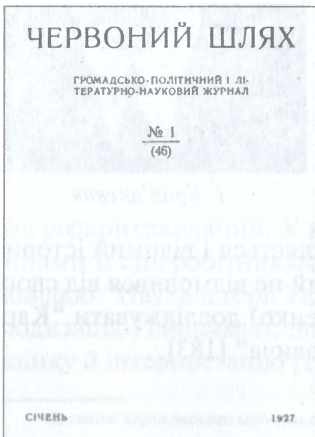 ЧЕРВОНИЙ ШЛЯХ
ГРОМАДСЬКО-ПОЛІТИЧНИЙ І ЛІ-
ТЕРАТУРНО-НАУКОВИЙ ЖУРНАЛ
№ 1
(46)
СІЧЕНЬ 1927